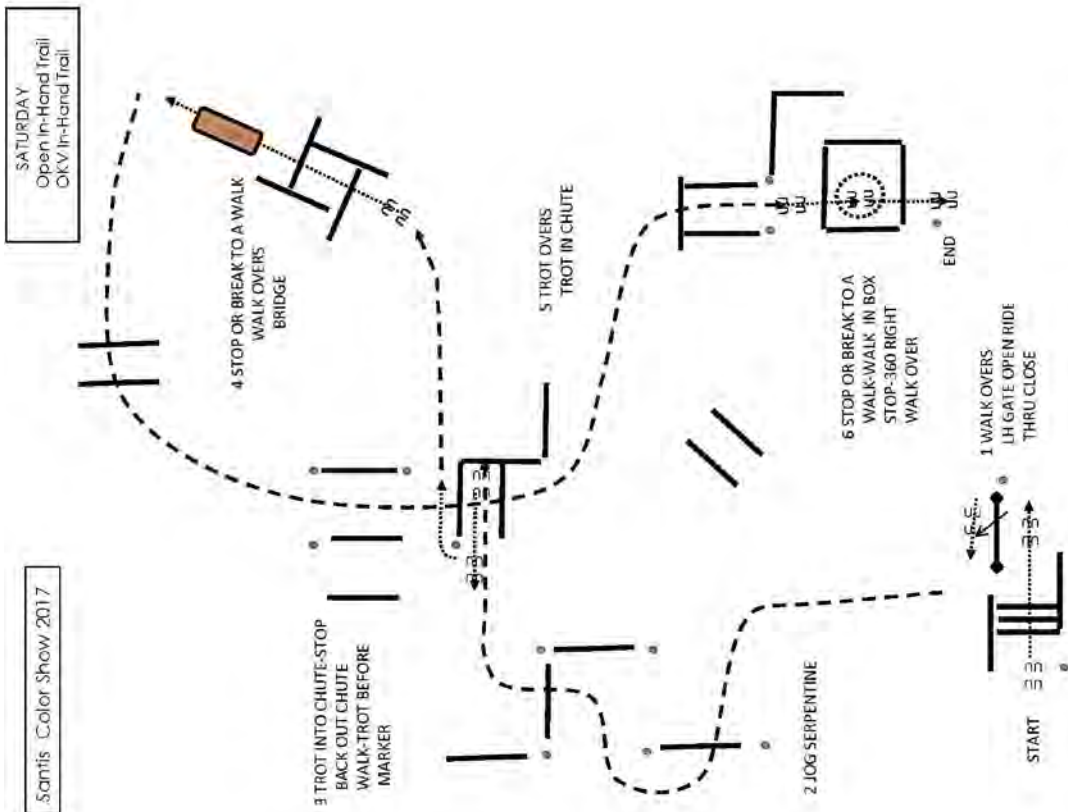 Santis Color Show 2017
SATURDAY
Open In-Hand Trail
OKV In-Hand Trail
START
1 WALK OVERS
LH GATE OPEN RIDE
THRU CLOSE
2 JOG SERPENTINE
3 TROT INTO CHUTE-STOP
BACK OUT CHUTE
WALK-TROT BEFORE
MARKER
4 STOP OR BREAK TO A WALK
WALK OVERS
BRIDGE
5 TROT OVERS
TROT IN CHUTE
6 STOP OR BREAK TO A
WALK-WALK IN BOX
STOP-360 RIGHT
WALK OVER
END